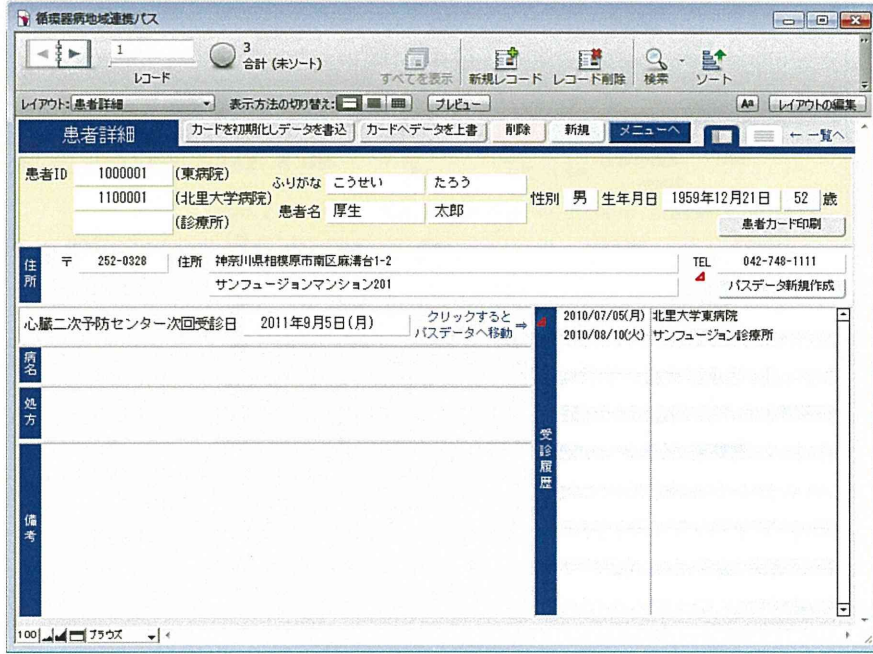 循環器病地域連携パス
1
レコード
3
合計 (未ソート)
すべてを表示 新規レコード レコード削除 検索 ソート
レイアウト: 患者詳細 表示方法の切り替え: プレビュー Aa レイアウトの編集
患者詳細 カードを初期化しデータを書込 カードへデータを上書 削除 新規 メニューへ ← 一覧へ
患者ID 1000001 (東病院)
1100001 (北里大学病院)
(診療所)
ふりがな こうせい たろう
患者名 厚生 太郎
性別 男 生年月日 1959年12月21日 52 歳
患者カード印刷
住所
〒 252-0328 住所 神奈川県相模原市南区麻溝台1-2 TEL 042-748-1111
サンフュージョンマンション201 パスデータ新規作成
心臓二次予防センター次回受診日 2011年9月5日(月) クリックすると
パスデータへ移動 ⇒
受診履歴
2010/07/05(月) 北里大学東病院
2010/08/10(火) サンフュージョン診療所
病名
処方
備考
100 ブラウズ